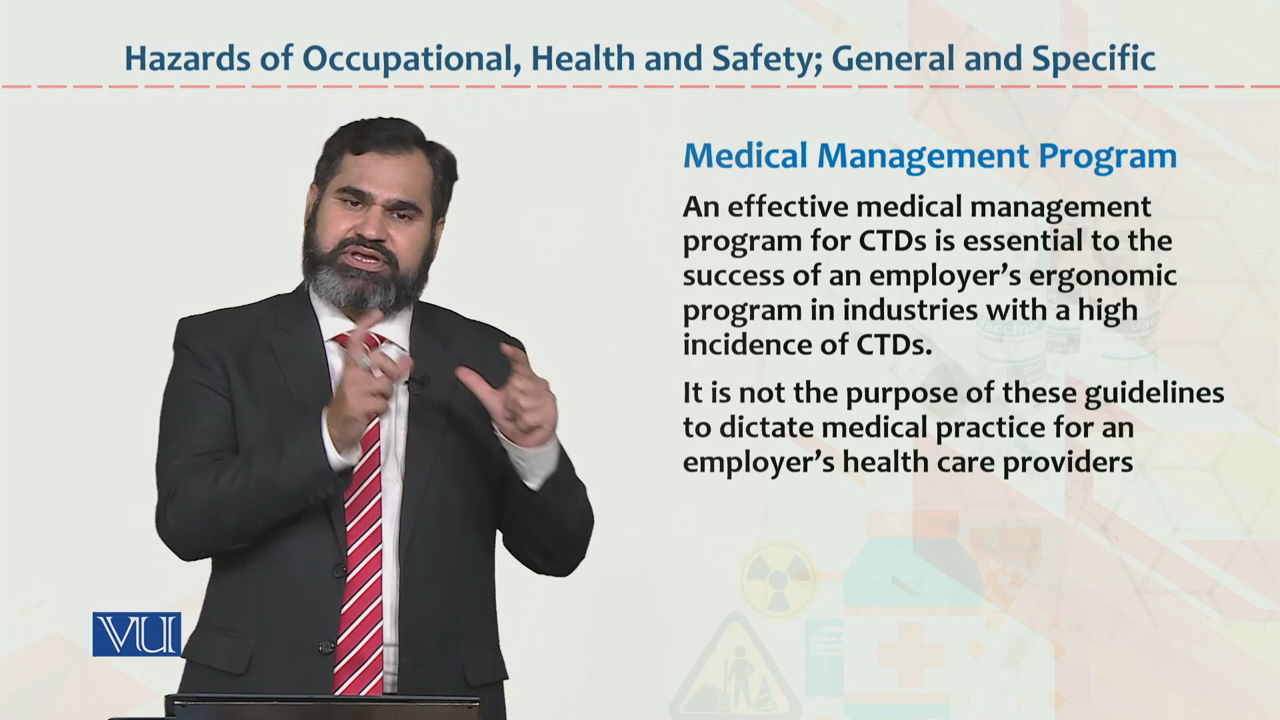 Hazards of Occupational, Health and Safety; General and Specific
Medical Management Program
An effective medical management
program for CTDs is essential to the
success of an employer’s ergonomic
program in industries with a high
incidence of CTDs.
It is not the purpose of these guidelines
to dictate medical practice for an
employer’s health care providers
VU